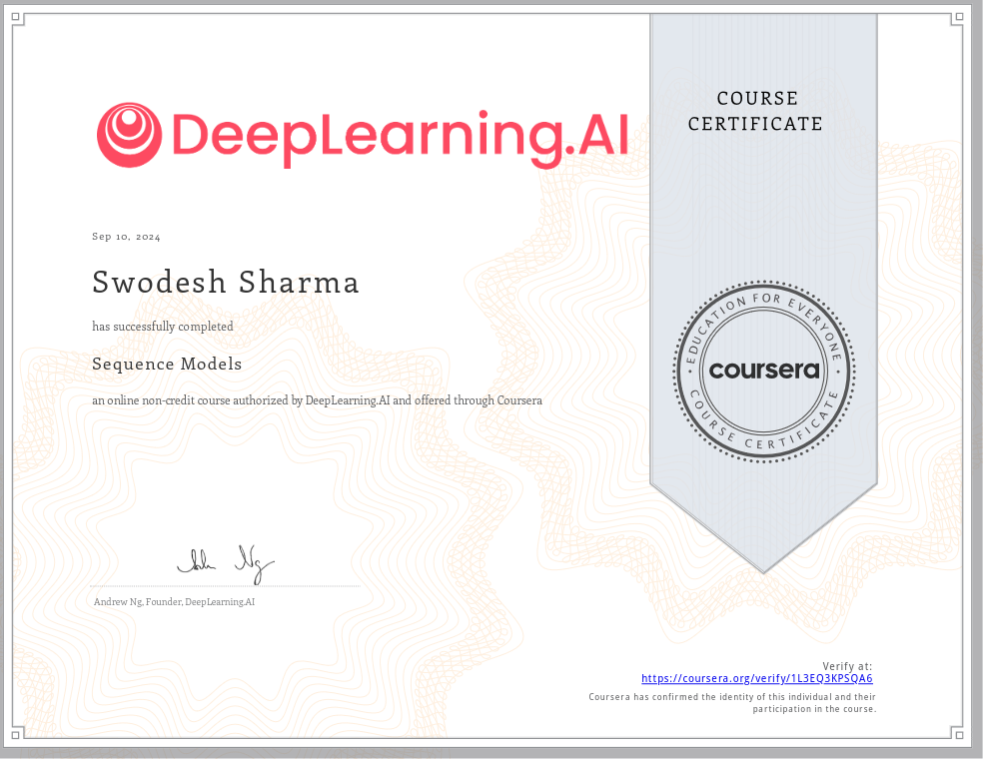 DeepLearning.AI
COURSE
CERTIFICATE
Sep 10, 2024
Swodesh Sharma
has successfully completed
Sequence Models
an online non-credit course authorized by DeepLearning.AI and offered through Coursera
EDUCATION FOR EVERYONE
coursera
COURSE CERTIFICATE
Andrew Ng, Founder, DeepLearning.AI
Verify at:
https://coursera.org/verify/1L3EQ3KPSQA6
Coursera has confirmed the identity of this individual and their
participation in the course.